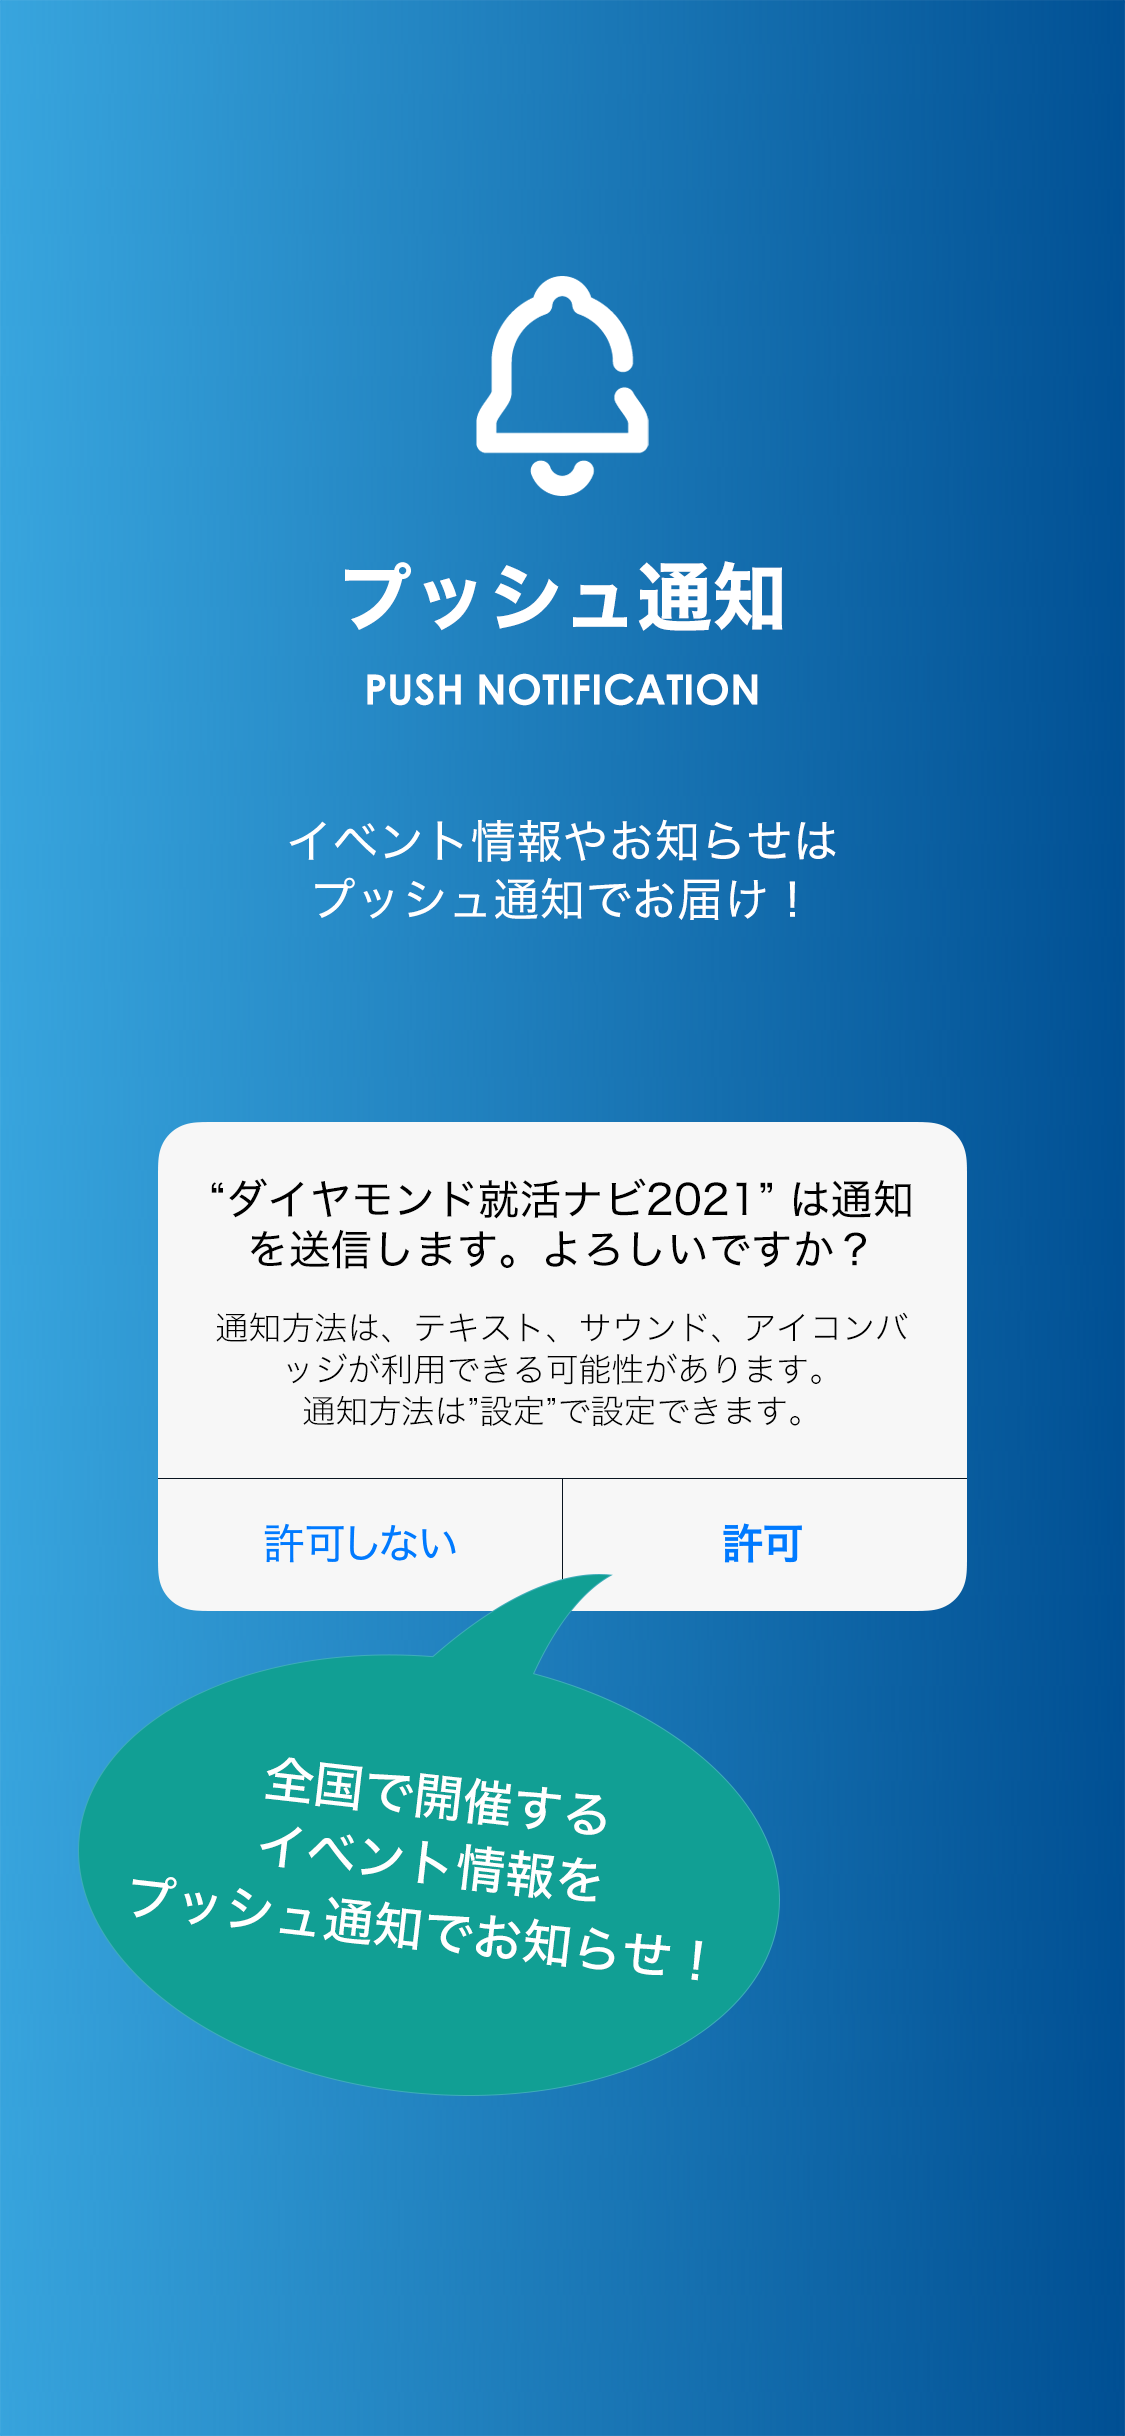 プッシュ通知
PUSH NOTIFICATION
イベント情報やお知らせは
プッシュ通知でお届け！
“ダイヤモンド就活ナビ2021” は通知
を送信します。よろしいですか？
通知方法は、テキスト、サウンド、アイコンバ
ッジが利用できる可能性があります。
通知方法は”設定”で設定できます。
許可しない
許可
全国で開催する
イベント情報を
プッシュ通知でお知らせ！